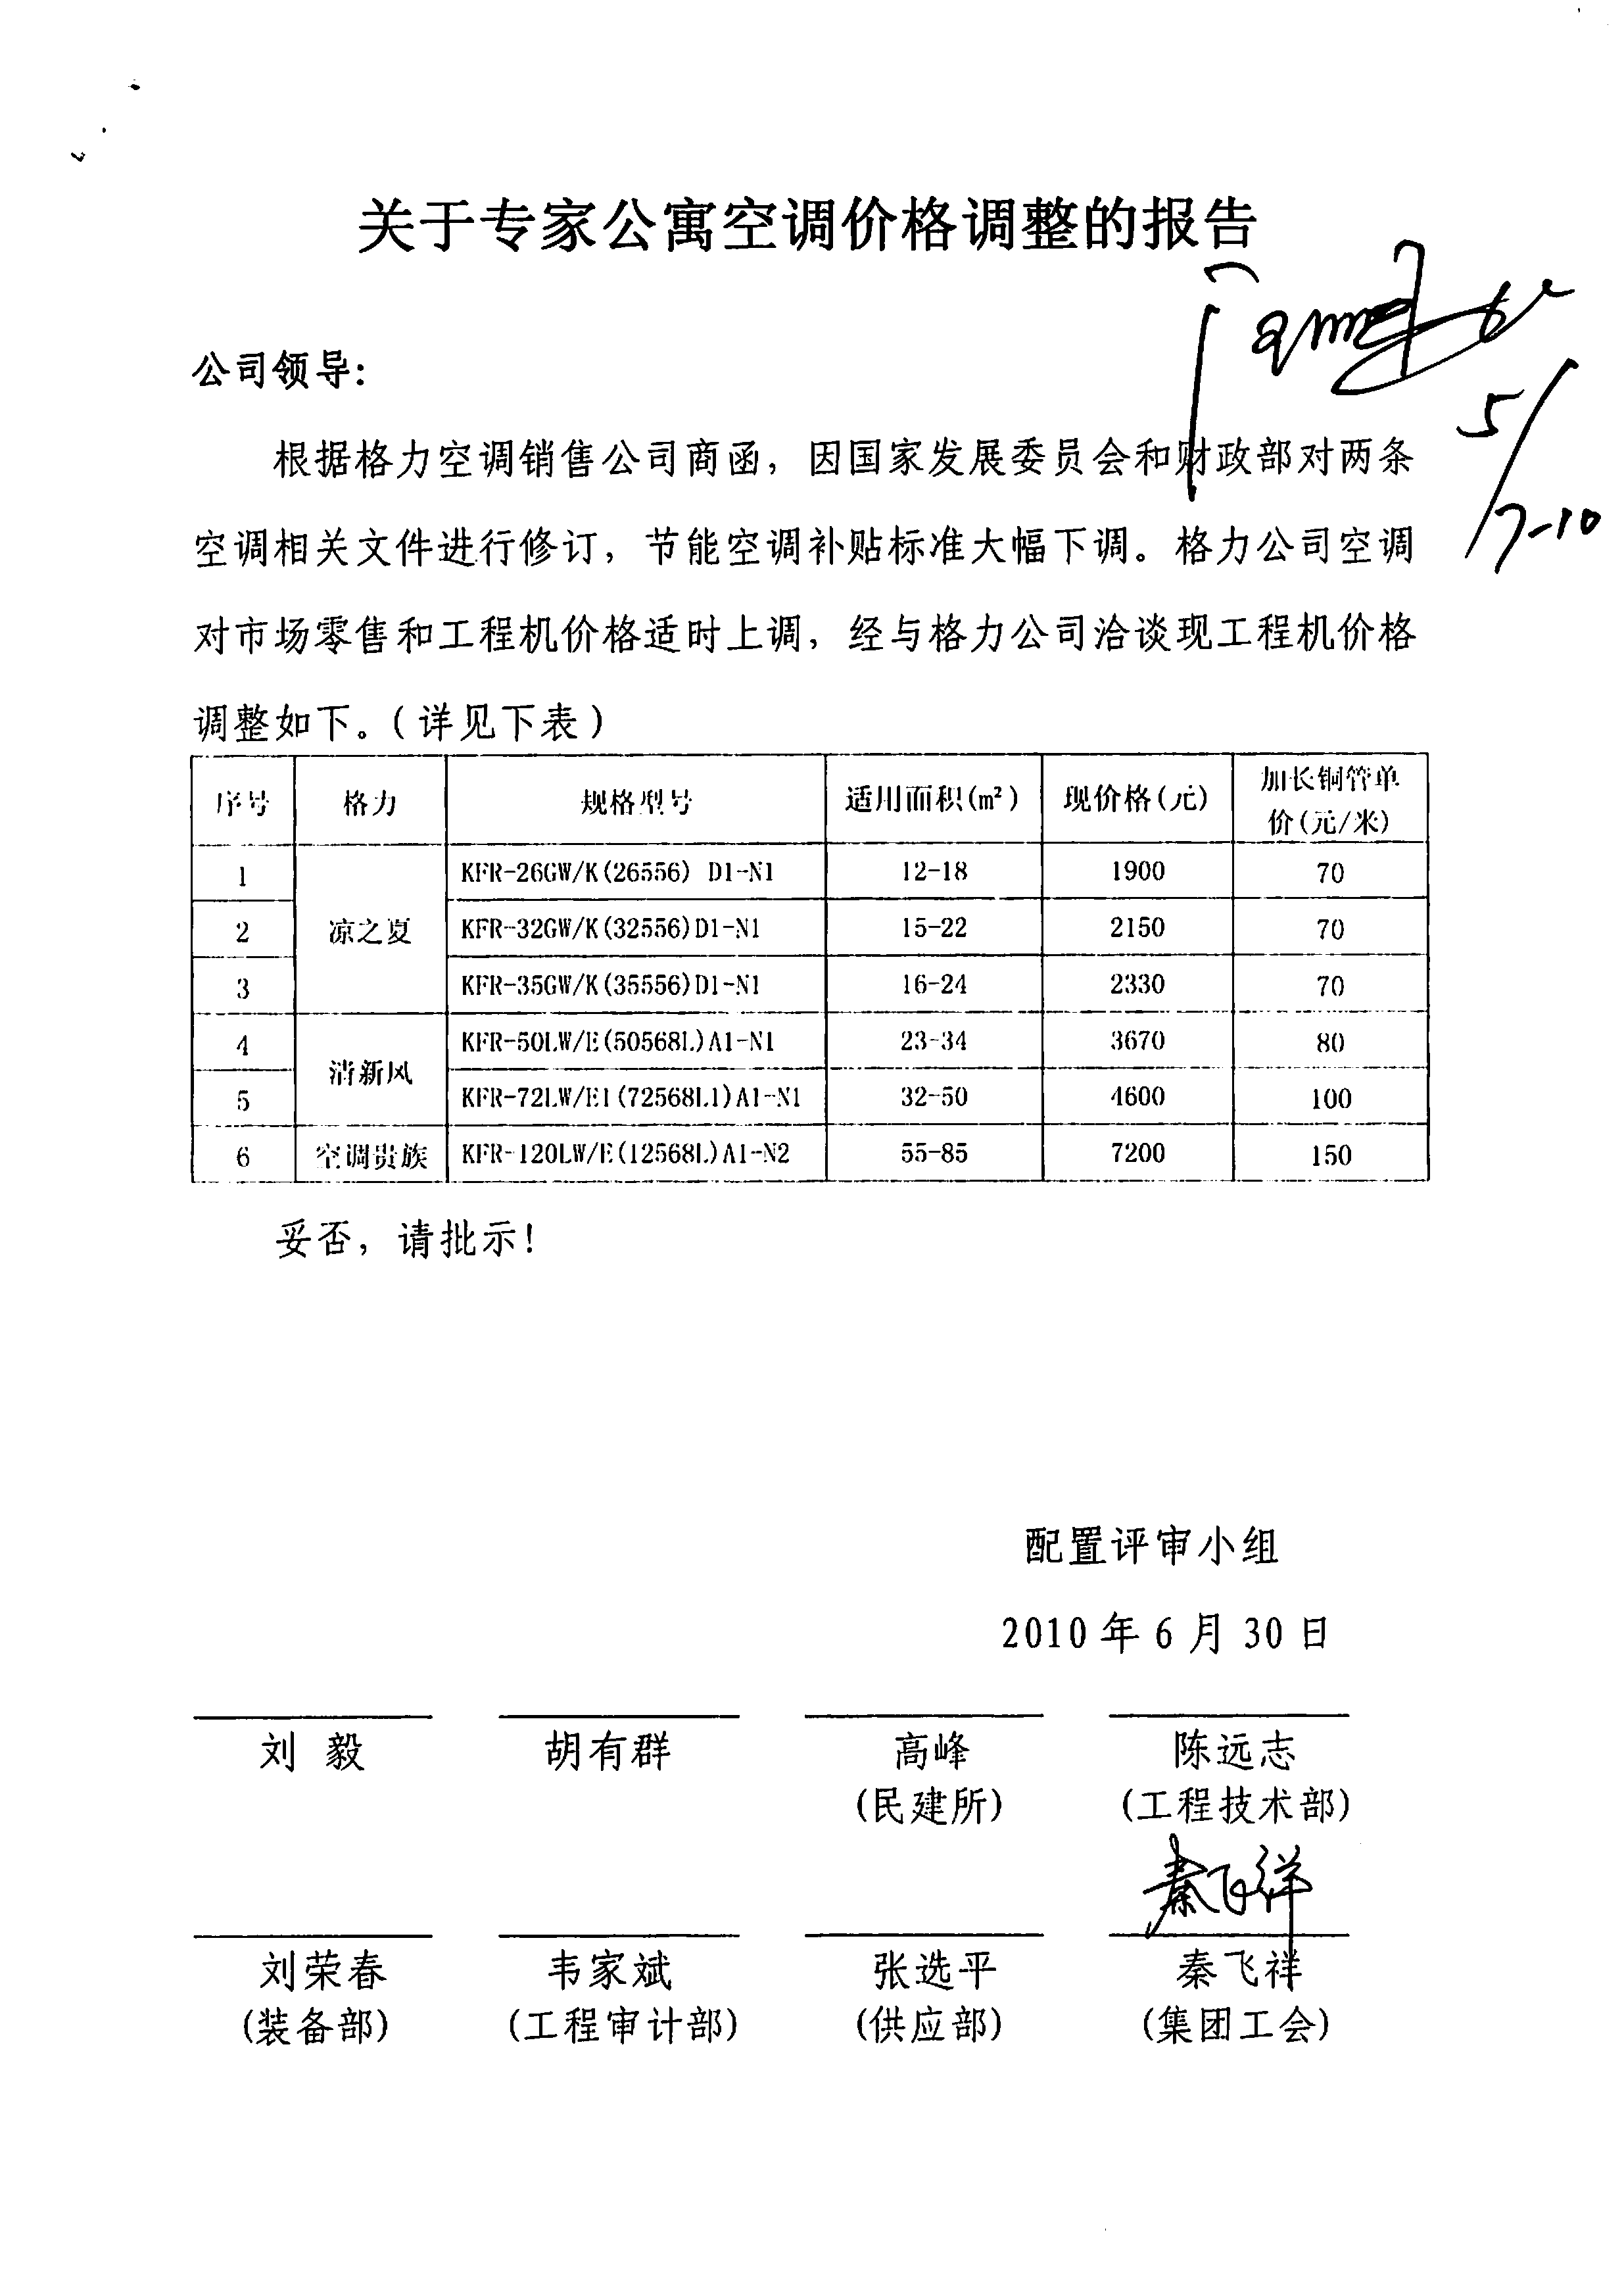 关于专家公寓空调价格调整的报告
公司领导:
根据格力空调销售公司商函，因国家发展委员会和财政部对两条
空调相关文件进行修订，节能空调补贴标准大幅下调。格力公司空调
对市场零售和工程机价格适时上调，经与格力公司洽谈现工程机价格
调整如下。(详见下表)
序号 格力 规格型号 适用面积(m²) 现价格(元) 加长铜管单价(元/米)
1 凉之夏 KFR-26GW/K(26556) D1-N1 12-18 1900 70
2 KFR-32GW/K(32556)D1-N1 15-22 2150 70
3 KFR-35GW/K(35556)D1-N1 16-24 2330 70
4 清新风 KFR-50LW/E(50568L)A1-N1 23-34 3670 80
5 KFR-72LW/E1(72568L1)A1-N1 32-50 4600 100
6 空调贵族 KFR-120LW/E(12568L)A1-N2 55-85 7200 150
妥否，请批示!
5/7-10
配置评审小组
2010年6月30日
刘 毅 胡有群 高峰 陈远志
(民建所) (工程技术部)
秦飞祥
刘荣春 韦家斌 张选平 秦飞祥
(装备部) (工程审计部) (供应部) (集团工会)